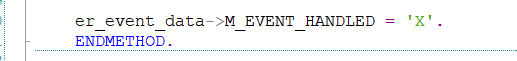 er_event_data->M_EVENT_HANDLED = 'X'.
ENDMETHOD.